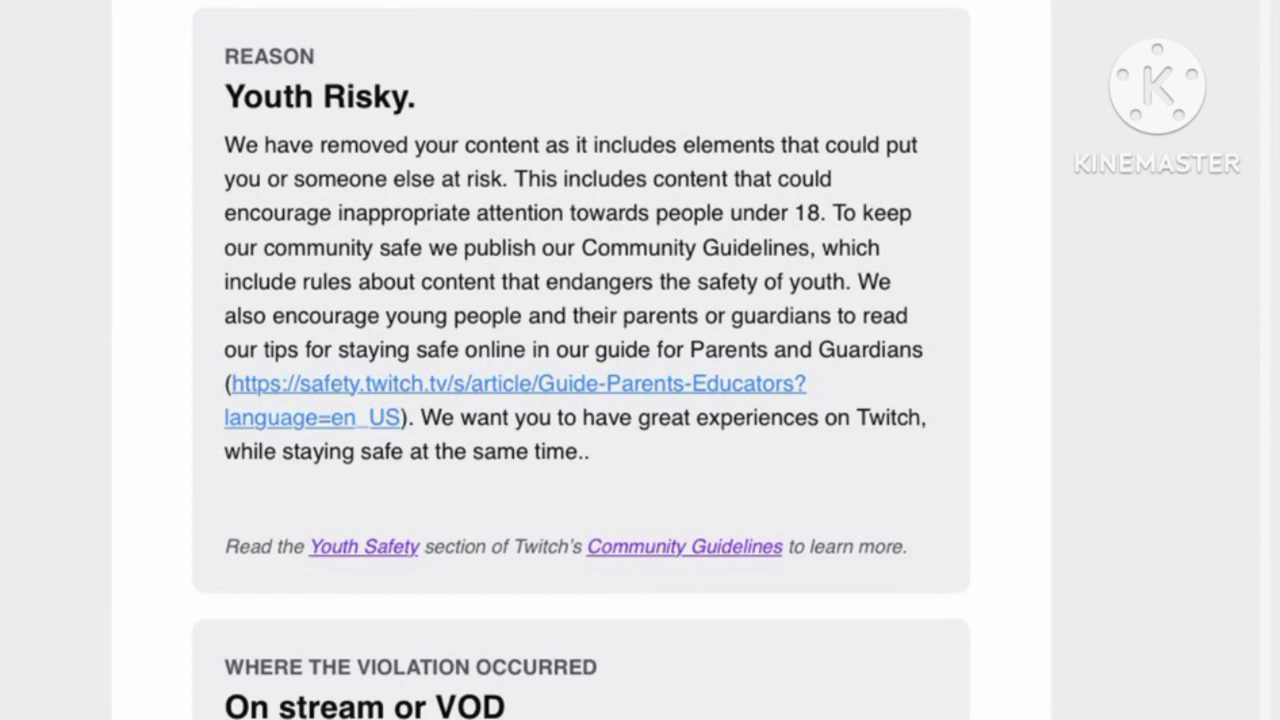 REASON
Youth Risky.
We have removed your content as it includes elements that could put
you or someone else at risk. This includes content that could
encourage inappropriate attention towards people under 18. To keep
our community safe we publish our Community Guidelines, which
include rules about content that endangers the safety of youth. We
also encourage young people and their parents or guardians to read
our tips for staying safe online in our guide for Parents and Guardians
(https://safety.twitch.tv/s/article/Guide-Parents-Educators?
language=en_US). We want you to have great experiences on Twitch,
while staying safe at the same time..
Read the Youth Safety section of Twitch's Community Guidelines to learn more.
WHERE THE VIOLATION OCCURRED
On stream or VOD
K
KINEMASTER